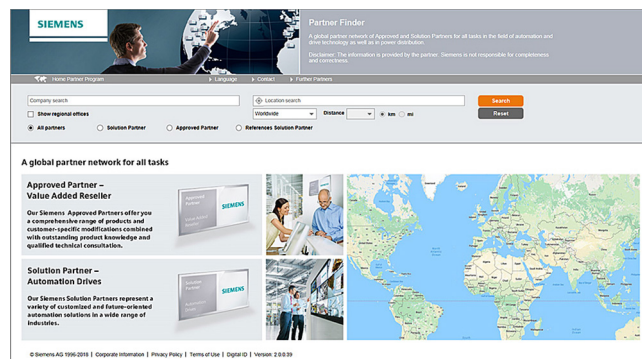 SIEMENS
Partner Finder
A global partner network of Approved and Solution Partners for all tasks in the field of automation and
drive technology as well as in power distribution
Disclaimer: The information is provided by the partner. Siemens is not responsible for completeness
and correctness.
Home Partner Program
Language
Contact
Further Partners
Company search
Location search
Search
Show regional offices
Worldwide
Distance
km
mi
Reset
All partners
Solution Partner
Approved Partner
References Solution Partner
A global partner network for all tasks
Approved Partner –
Value Added Reseller
Our Siemens Approved Partners offer you
a comprehensive range of products and
customer-specific modifications combined
with outstanding product knowledge and
qualified technical consultation.
Approved
Partner
SIEMENS
Solution Partner –
Automation Drives
Our Siemens Solution Partners represent a
variety of customized and future-oriented
automation solutions in a wide range of
industries.
Solution
Partner
SIEMENS
© Siemens AG 1996-2019 | Corporate Information | Privacy Policy | Terms of Use | Digital ID | Version: 2.0.0.39